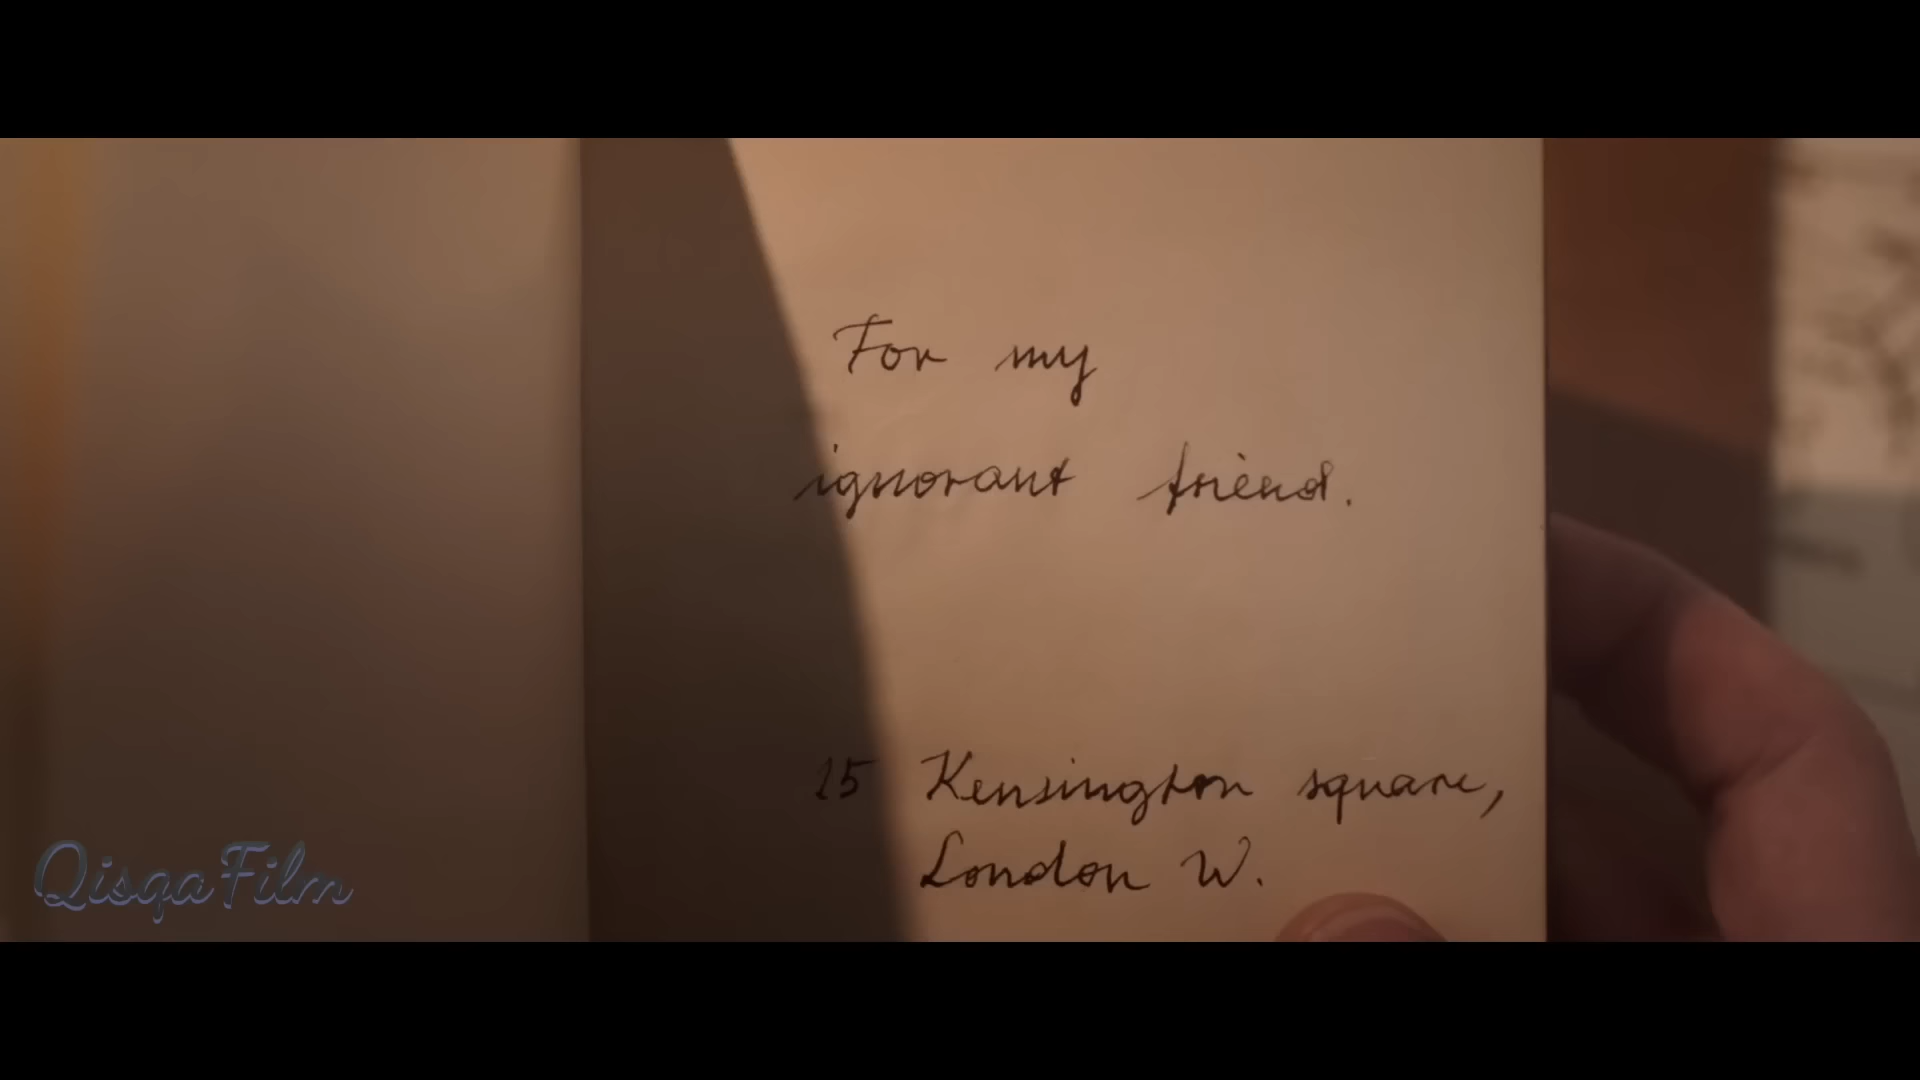 For my
ignorant friend.
15 Kensington square,
London W.
QisqaFilm